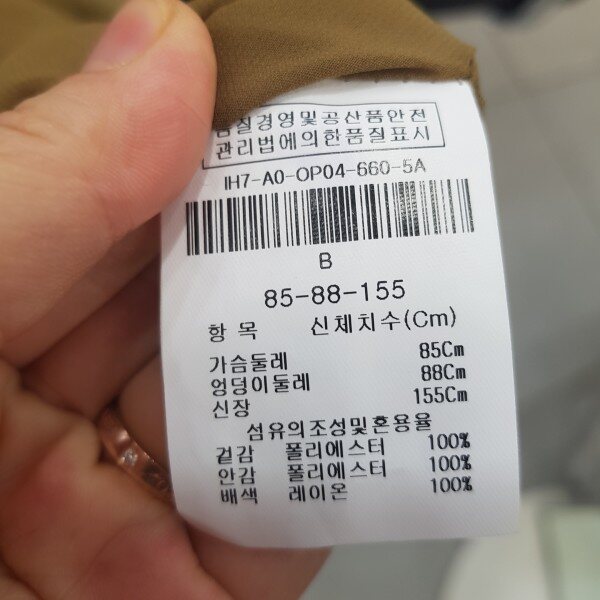 품질경영및공산품안전
관리법에의한품질표시
IH7-A0-OP04-660-5A
B
85-88-155
항 목 신체치수(Cm)
가슴둘레 85Cm
엉덩이둘레 88Cm
신장 155Cm
섬유의조성및혼용율
겉감 폴리에스터 100%
안감 폴리에스터 100%
배색 레이온 100%